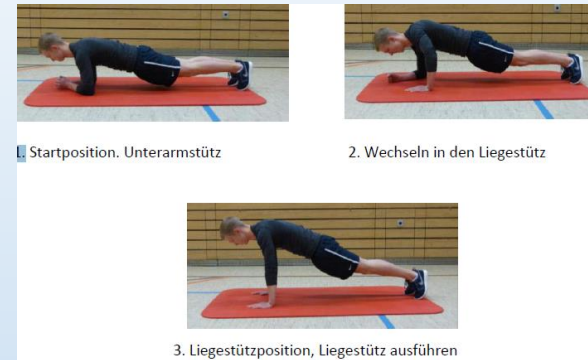 1. Startposition. Unterarmstütz
2. Wechseln in den Liegestütz
3. Liegestützposition, Liegestütz ausführen